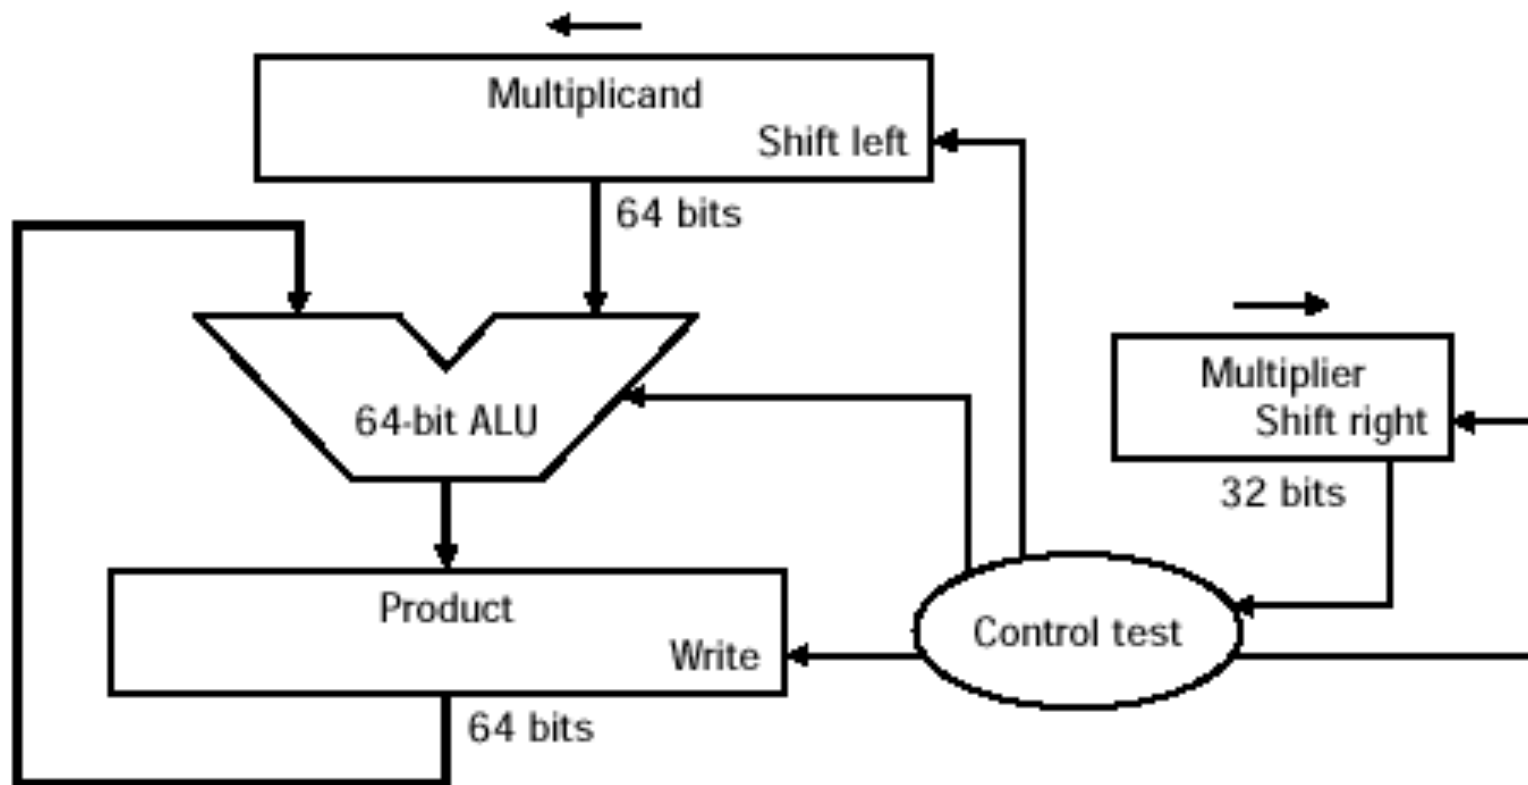 Multiplicand
Shift left
64 bits
64-bit ALU
Multiplier
Shift right
32 bits
Product
Write
Control test
64 bits